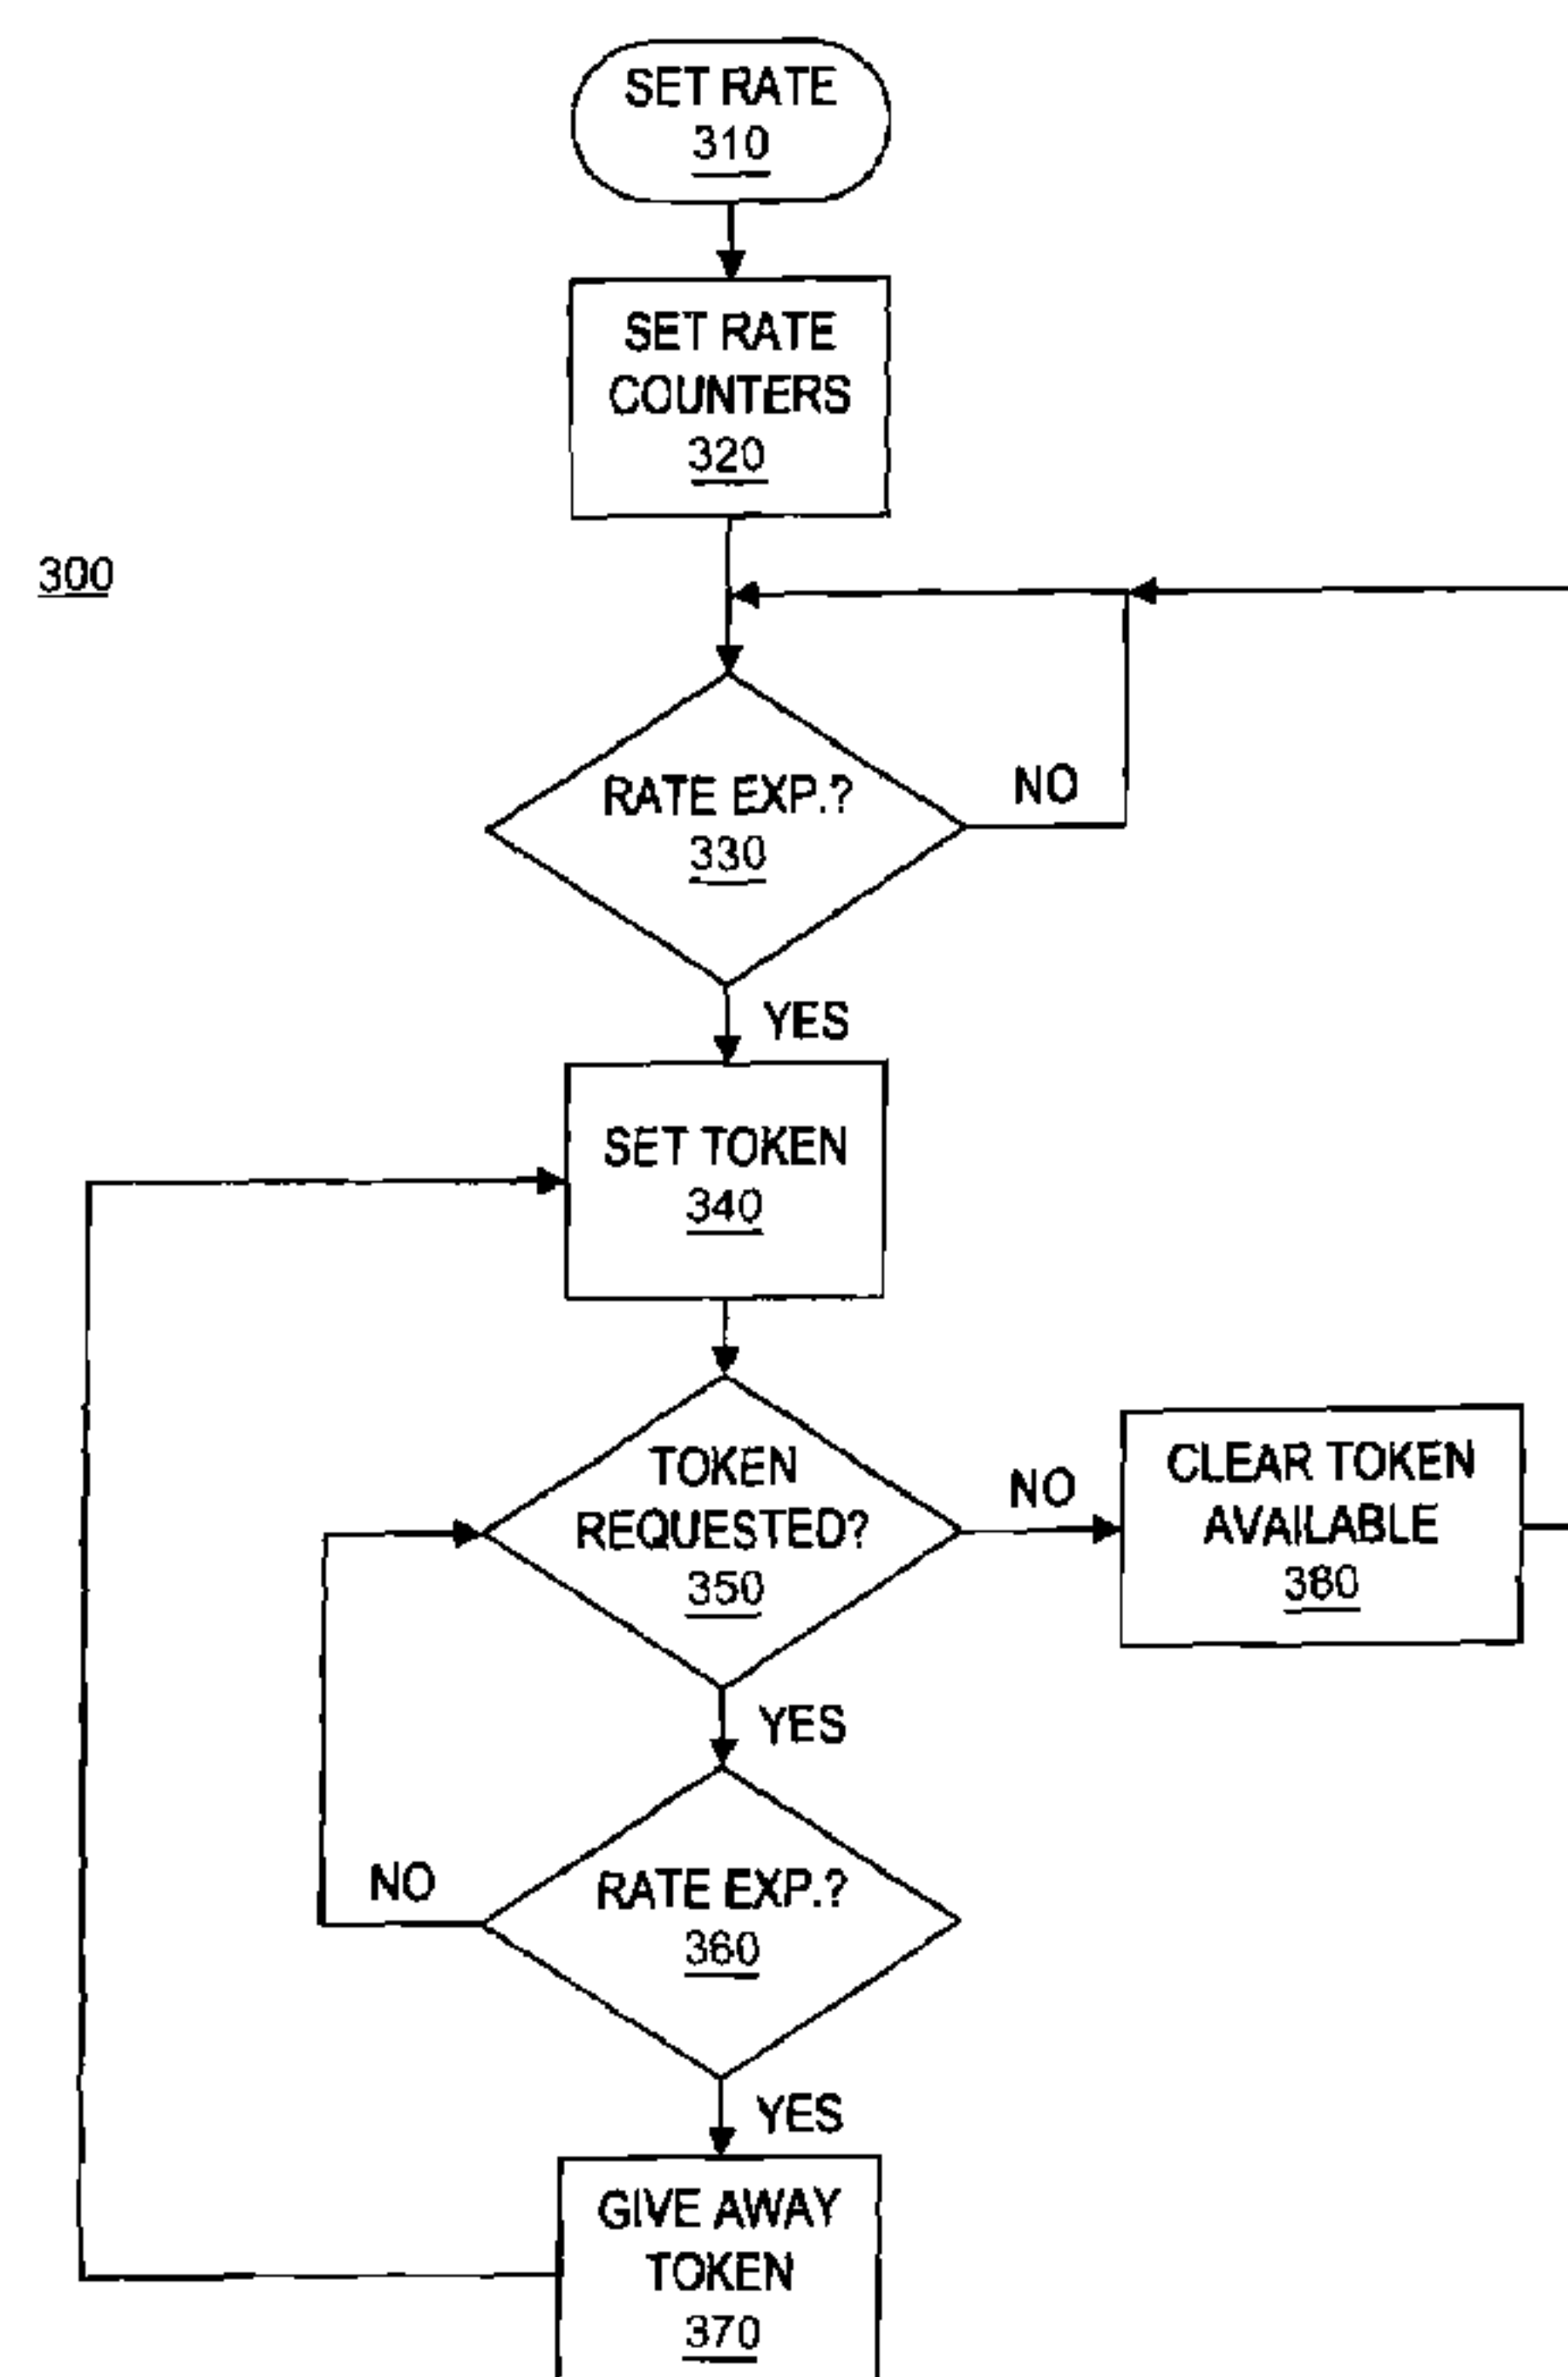 SET RATE
310
SET RATE
COUNTERS
320
300
RATE EXP.?
330
NO
YES
SET TOKEN
340
TOKEN
REQUESTED?
350
NO
CLEAR TOKEN
AVAILABLE
380
YES
RATE EXP.?
360
NO
YES
GIVE AWAY
TOKEN
370